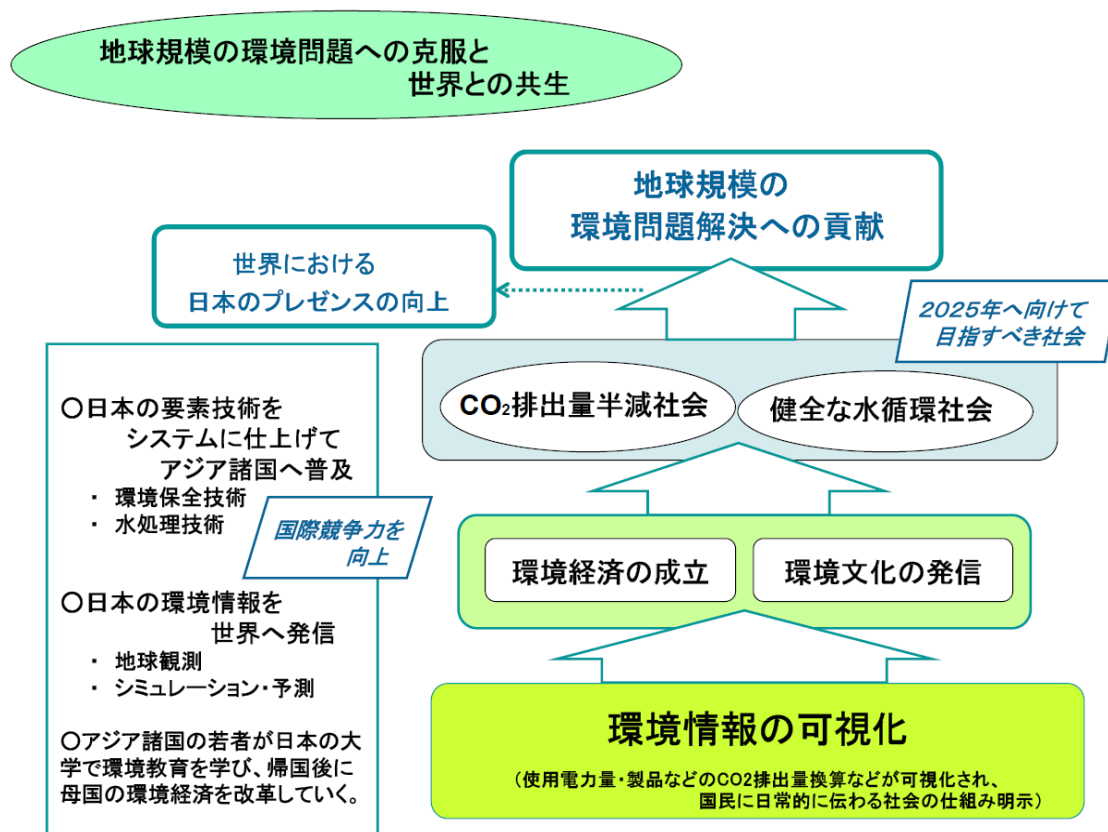 地球規模の環境問題への克服と
世界との共生
地球規模の
環境問題解決への貢献
世界における
日本のプレゼンスの向上
2025年へ向けて
目指すべき社会
CO₂排出量半減社会
健全な水循環社会
〇日本の要素技術を
システムに仕上げて
アジア諸国へ普及
・ 環境保全技術
・ 水処理技術
国際競争力を
向上
〇日本の環境情報を
世界へ発信
・ 地球観測
・ シミュレーション・予測
〇アジア諸国の若者が日本の大
学で環境教育を学び、帰国後に
母国の環境経済を改革していく。
環境経済の成立
環境文化の発信
環境情報の可視化
(使用電力量・製品などのCO2排出量換算などが可視化され、
国民に日常的に伝わる社会の仕組み明示)